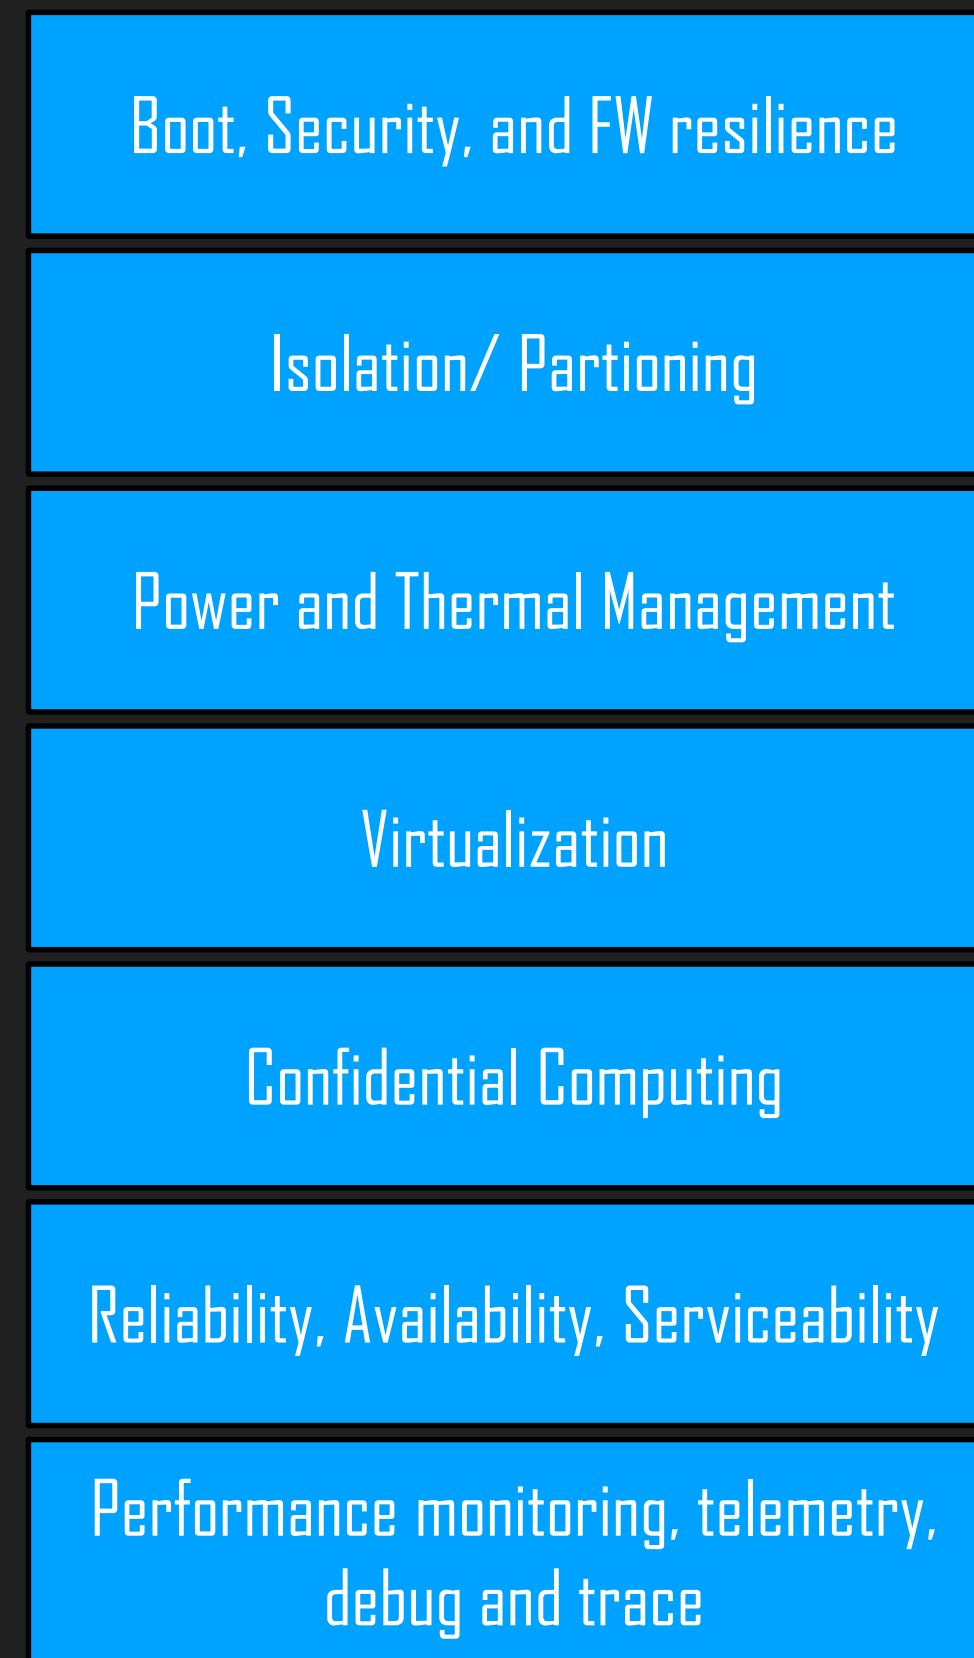 Boot, Security, and FW resilience
Isolation/ Partioning
Power and Thermal Management
Virtualization
Confidential Computing
Reliability, Availability, Serviceability
Performance monitoring, telemetry,
debug and trace